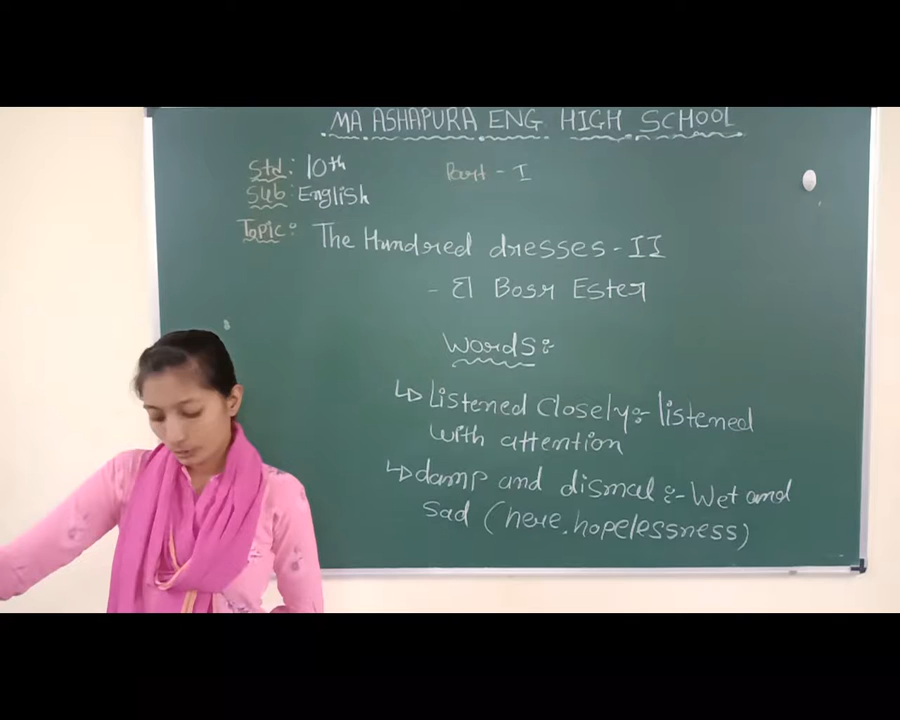 MA ASHAPURA ENG HIGH SCHOOL
Std: 10th
Part - I
Sub: English
Topic: The Hundred dresses - II
- El Bosr Ester
Words:-
Listened Closely:- listened
with attention
damp and dismal :- Wet and
sad (here.hopelessness)